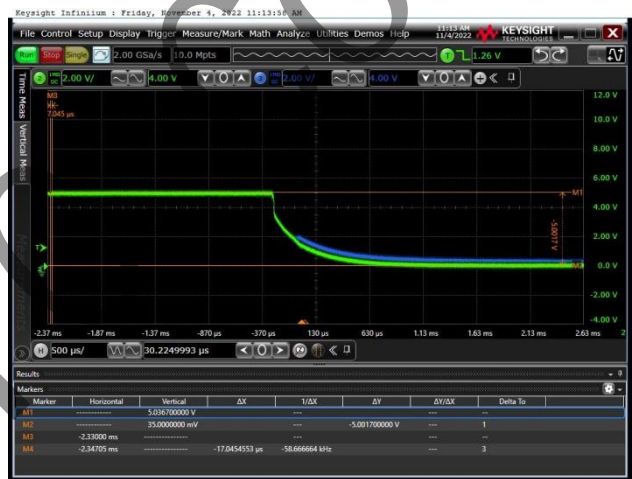 Keysight Infiniium : Friday, November 4, 2022 11:13:56 AM
File Control Setup Display Trigger Measure/Mark Math Analyze Utilities Demos Help
11:13 AM
11/4/2022
KEYSIGHT
TECHNOLOGIES
Run Stop Single 2.00 GSa/s 10.0 Mpts
T 1.26 V
2.00 V/ 4.00 V 2.00 V/ 4.00 V
Time Meas
Vertical Meas
Measurements
M3
7.045 µs
12.0 V
10.0 V
8.00 V
6.00 V
M1
4.00 V
-5.0017 V
2.00 V
T
0.0 V
-2.00 V
-4.00 V
-2.37 ms -1.87 ms -1.37 ms -870 µs -370 µs 130 µs 630 µs 1.13 ms 1.63 ms 2.13 ms 2.63 ms 2
H 500 µs/ 30.2249993 µs
Results
Markers
Marker Horizontal Vertical ΔX 1/ΔX ΔY ΔY/ΔX Delta To
M1 ------------ 5.036700000 V --- --- --
M2 ------------ 35.0000000 mV --- -5.001700000 V --- 1
M3 -2.33000 ms --------------- --- --- --
M4 -2.34705 ms --------------- -17.0454553 µs -58.666664 kHz --- 3